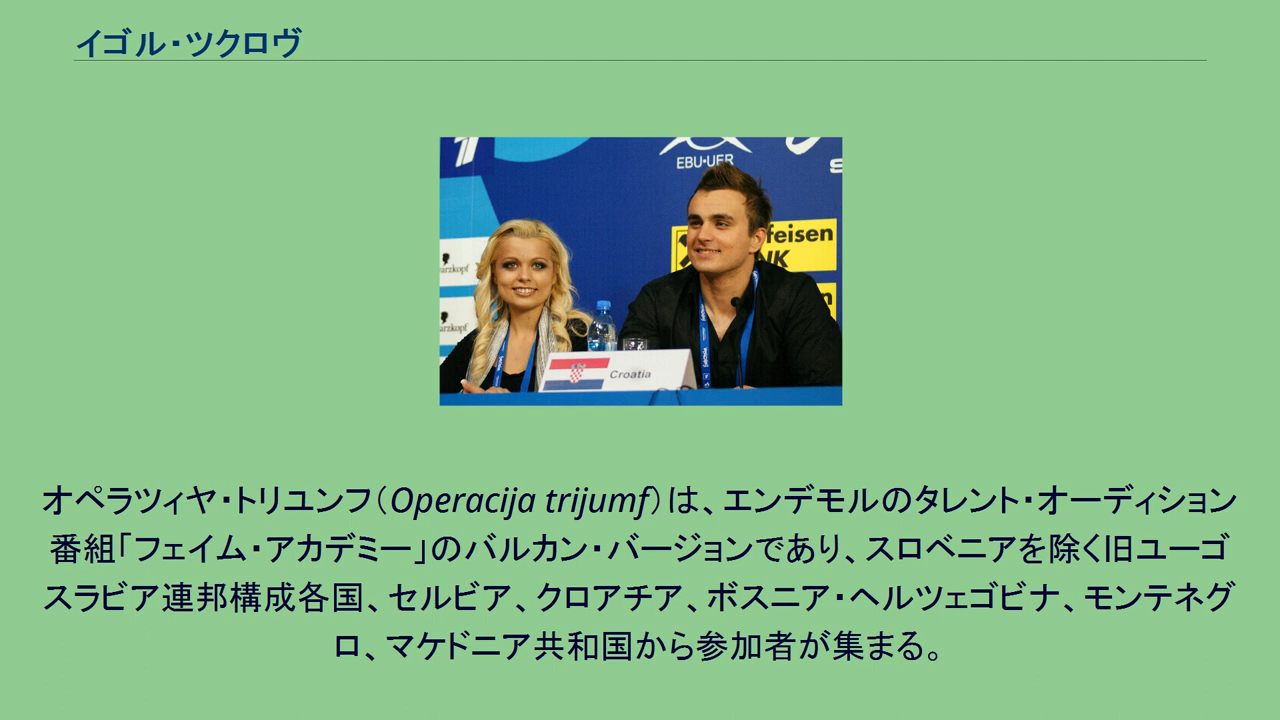 イゴル・ツクロヴ
1
EBU·UER
feisen
NK
arzkopf
arzkopf
Croatia
オペラツィヤ・トリユンフ（Operacija trijumf）は、エンデモルのタレント・オーディション
番組「フェイム・アカデミー」のバルカン・バージョンであり、スロベニアを除く旧ユーゴ
スラビア連邦構成各国、セルビア、クロアチア、ボスニア・ヘルツェゴビナ、モンテネグ
ロ、マケドニア共和国から参加者が集まる。